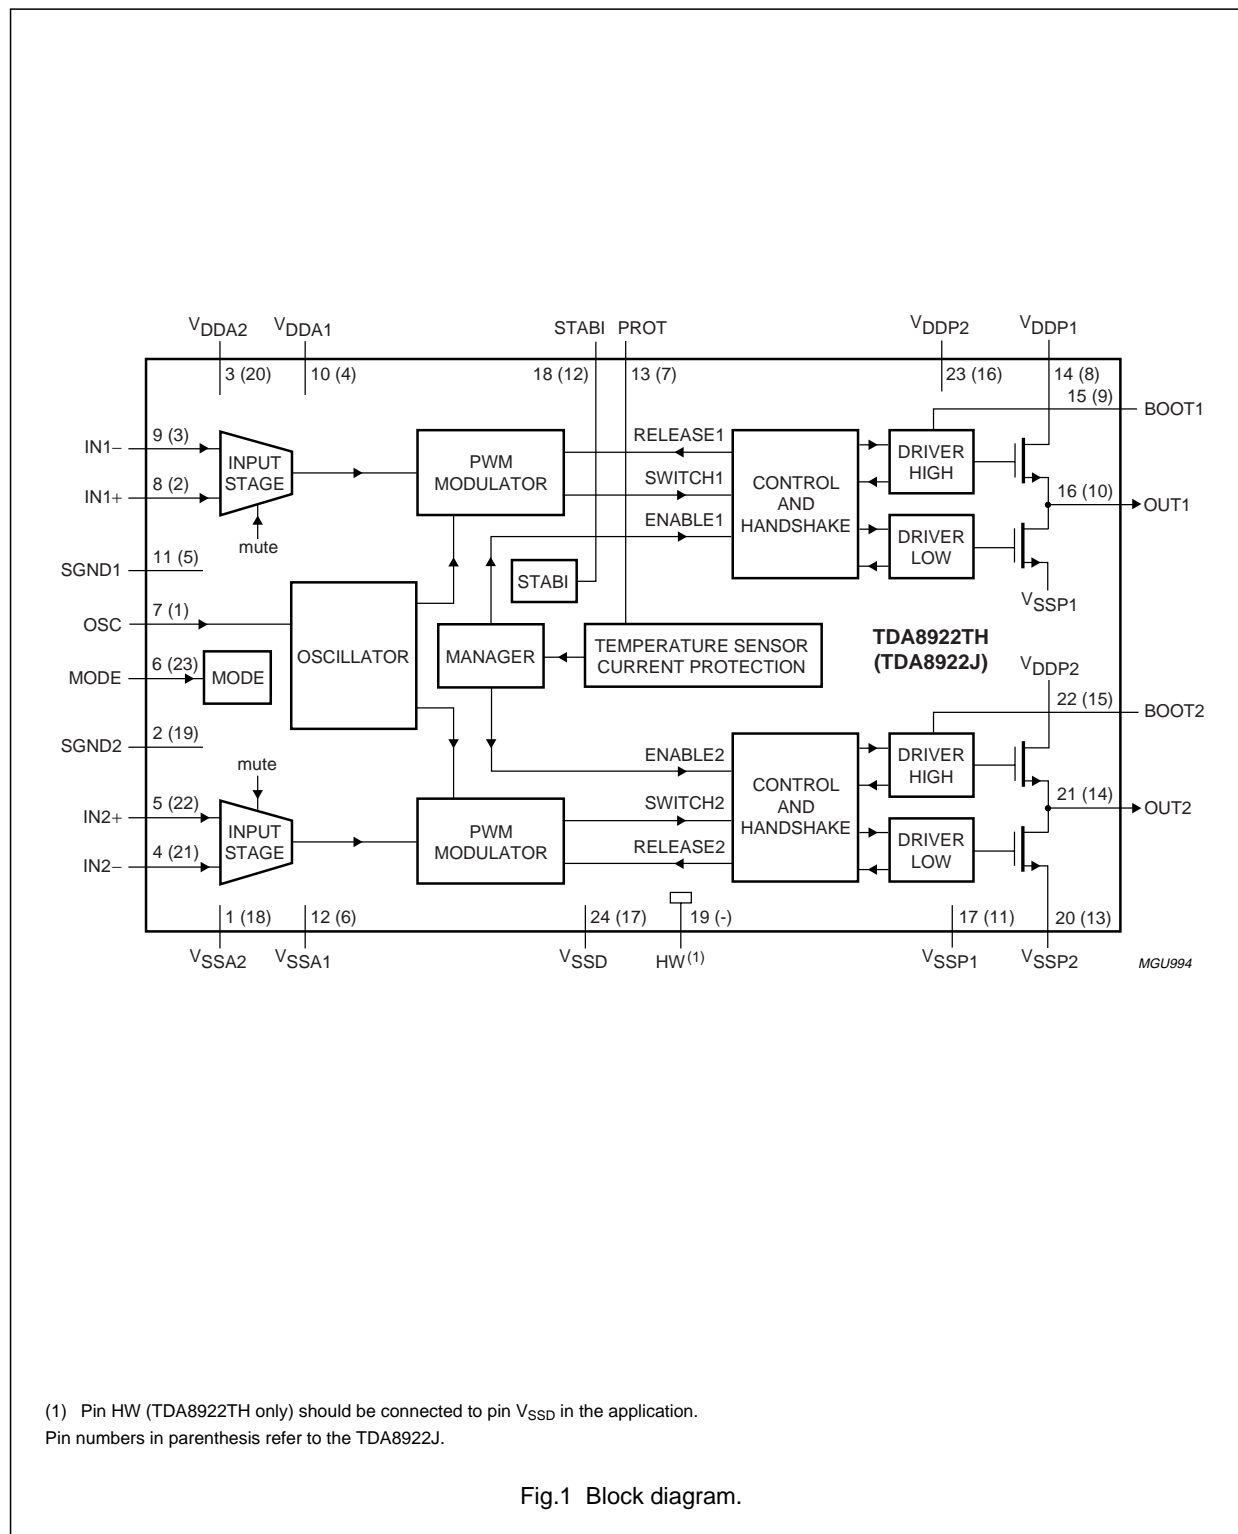 VDDA2 VDDA1 STABI PROT VDDP2 VDDP1
3 (20) 10 (4) 18 (12) 13 (7) 23 (16) 14 (8)
15 (9) BOOT1
IN1− 9 (3)
INPUT STAGE
IN1+ 8 (2)
mute
PWM MODULATOR
RELEASE1
SWITCH1
ENABLE1
CONTROL AND HANDSHAKE
DRIVER HIGH
DRIVER LOW
16 (10) OUT1
VSSP1
SGND1 11 (5)
STABI
OSC 7 (1)
OSCILLATOR
MANAGER
TEMPERATURE SENSOR
CURRENT PROTECTION
TDA8922TH
(TDA8922J)
MODE 6 (23)
MODE
VDDP2
22 (15) BOOT2
SGND2 2 (19)
mute
IN2+ 5 (22)
INPUT STAGE
IN2− 4 (21)
PWM MODULATOR
ENABLE2
SWITCH2
RELEASE2
CONTROL AND HANDSHAKE
DRIVER HIGH
DRIVER LOW
21 (14) OUT2
1 (18) 12 (6) 24 (17) 19 (-) 17 (11) 20 (13)
VSSA2 VSSA1 VSSD HW(1) VSSP1 VSSP2 MGU994
(1) Pin HW (TDA8922TH only) should be connected to pin VSSD in the application.
Pin numbers in parenthesis refer to the TDA8922J.
Fig.1 Block diagram.